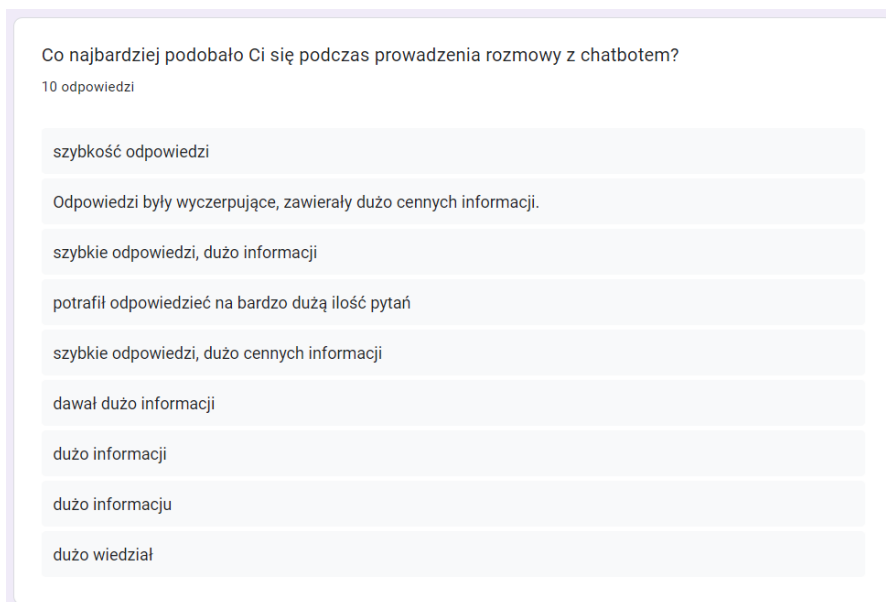 Co najbardziej podobało Ci się podczas prowadzenia rozmowy z chatbotem?
10 odpowiedzi
szybkość odpowiedzi
Odpowiedzi były wyczerpujące, zawierały dużo cennych informacji.
szybkie odpowiedzi, dużo informacji
potrafił odpowiedzieć na bardzo dużą ilość pytań
szybkie odpowiedzi, dużo cennych informacji
dawał dużo informacji
dużo informacji
dużo informacju
dużo wiedział